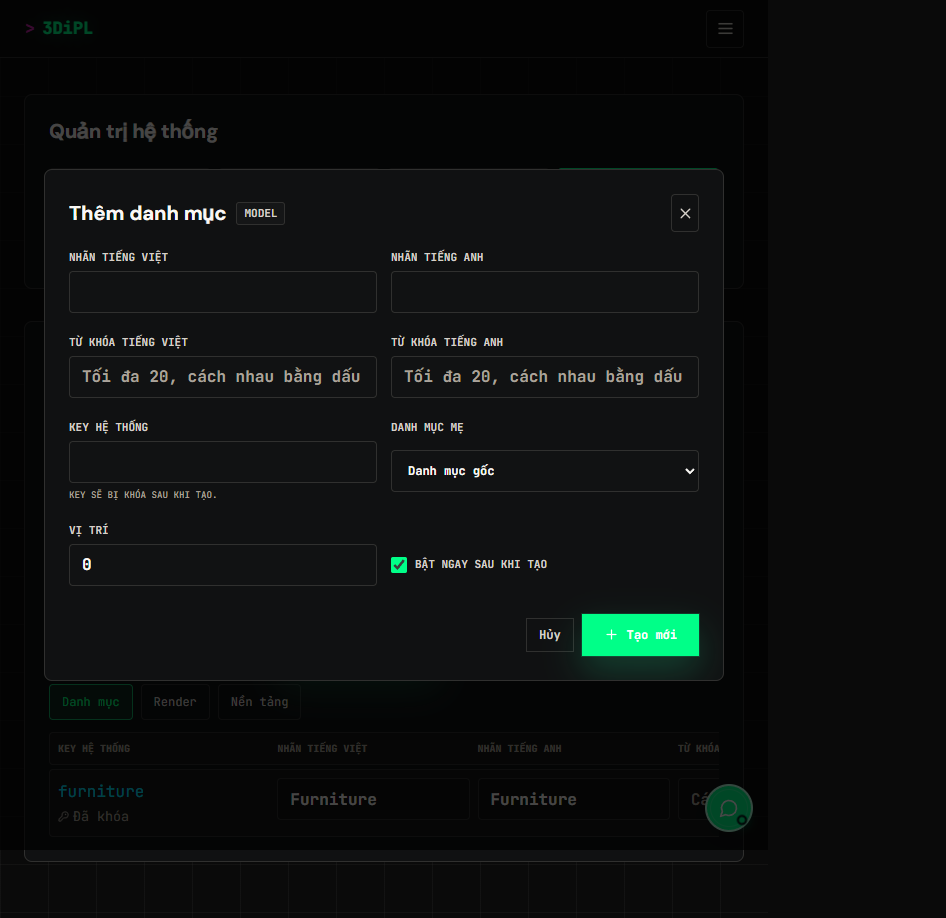 > 3DiPL
Quản trị hệ thống
Thêm danh mục MODEL
NHÃN TIẾNG VIỆT NHÃN TIẾNG ANH
TỪ KHÓA TIẾNG VIỆT TỪ KHÓA TIẾNG ANH
Tối đa 20, cách nhau bằng dấu Tối đa 20, cách nhau bằng dấu
KEY HỆ THỐNG DANH MỤC MẸ
Danh mục gốc
KEY SẼ BỊ KHÓA SAU KHI TẠO.
VỊ TRÍ
0 BẬT NGAY SAU KHI TẠO
Hủy + Tạo mới
Danh mục Render Nền tảng
KEY HỆ THỐNG NHÃN TIẾNG VIỆT NHÃN TIẾNG ANH TỪ KHÓA
furniture Furniture Furniture Cá
Đã khóa